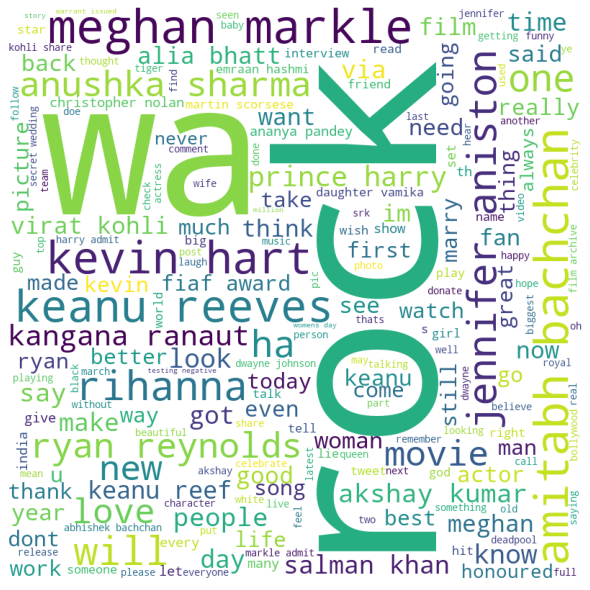 story
warrant issued
seen
baby
meghan markle
film
jennifer
getting
funny
time
kohli share
thought
star
interview
read
ye
back
alia bhatt
via
said
tiger
find
emraan hashmi
friend
used
anushka sharma
going
one
follow
secret wedding
doe
christopher nolan
martin scorsese
never
want
need
last
another
hear
really
wa
rock
picture
team
comment
check
actress
wife
ananya pandey
done
set
th
jennifer aniston
thing
always
celebrity
prince harry
daughter vamika
take
im
marry
name
video
virat kohli
much
think
srk
wish
show
first
fan
amitabh bachchan
guy
top
harry admit
post
music
million
big
laugh
pic
play
great
happy
film archive
kevin hart
made
kevin
fiaf award
photo
donate
see
watch
hope
biggest
keanu reeves
world
womens day
person
thats
s
girl
oh
kangana ranaut
ha
now
ryan
better
look
dwayne johnson
keanu
well
dwayne
royal
playing
black
march
testing negative
may
talking
come
still
go
believe
real
say
rihanna
today
talk
part
looking
bollywood
give
without
way
got
even
tell
woman
man
right
india
make
beautiful
share
remember
movie
mean
u
ryan reynolds
akshay
celebrate
lie
queen
tweet
next
god
call
saying
new
good
latest
actor
thank
keanu reef
song
white
live
akshay kumar
year
love
people
character
feel
two
something
old
dont
abhishek bachchan
every
put
life
best
meghan
hit
deadpool
know
release
will
day
many
markle admit
work
someone
please
let
everyone
salman khan
honoured
full